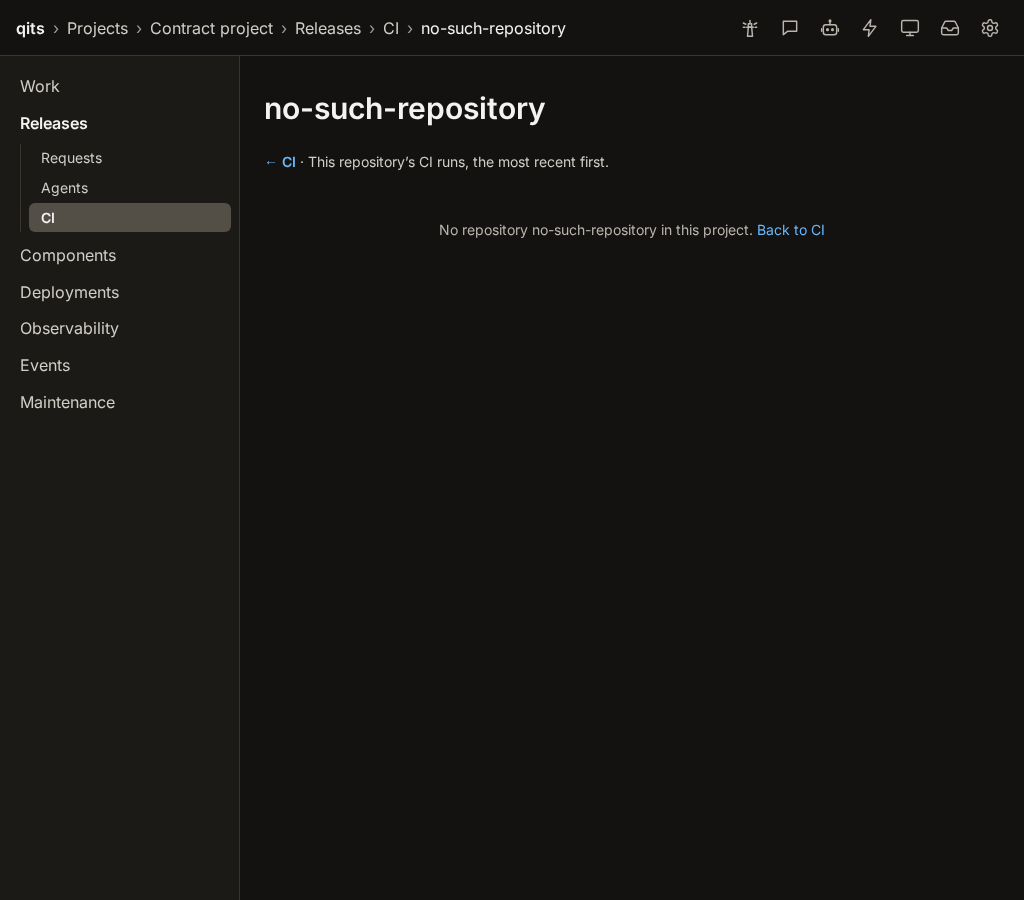 qits › Projects › Contract project › Releases › CI › no-such-repository
Work
Releases
Requests
Agents
CI
Components
Deployments
Observability
Events
Maintenance
no-such-repository
← CI · This repository’s CI runs, the most recent first.
No repository no-such-repository in this project. Back to CI